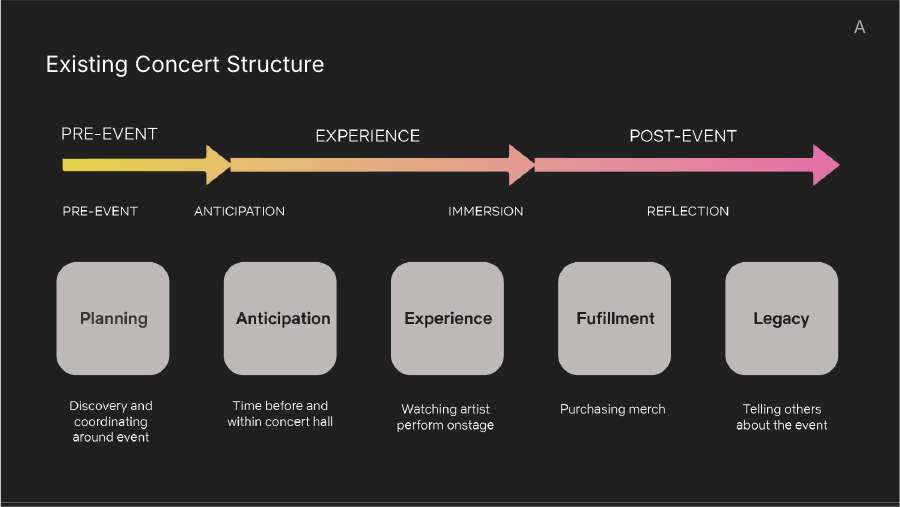 A
Existing Concert Structure
PRE-EVENT
EXPERIENCE
POST-EVENT
PRE-EVENT
ANTICIPATION
IMMERSION
REFLECTION
Planning
Anticipation
Experience
Fufillment
Legacy
Discovery and
coordinating
around event
Time before and
within concert hall
Watching artist
perform onstage
Purchasing merch
Telling others
about the event